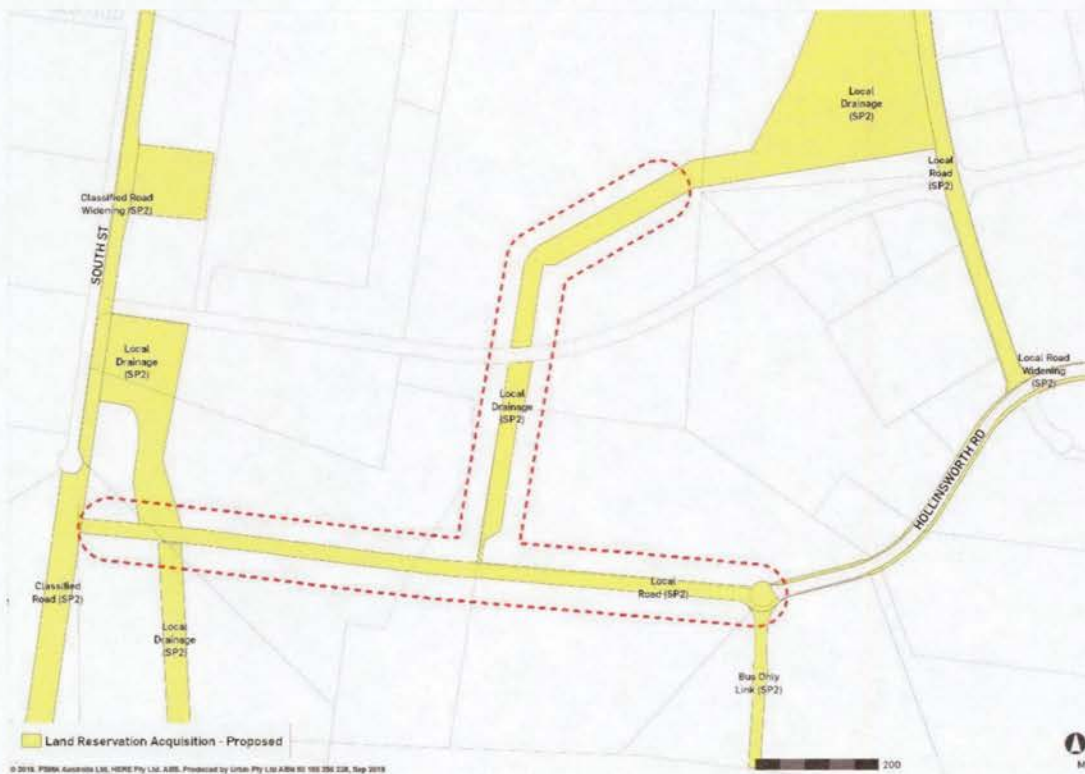 Local
Drainage
(SP2)
Local
Road
(SP2)
Classified Road
Widening (SP2)
SOUTH ST
Local
Drainage
(SP2)
Local Road
Widening
(SP2)
Local
Drainage
(SP2)
HOLLINSWORTH RD
Classified
Road (SP2)
Local
Road (SP2)
Local
Drainage
(SP2)
Bus Only
Link (SP2)
Land Reservation Acquisition - Proposed
200
M